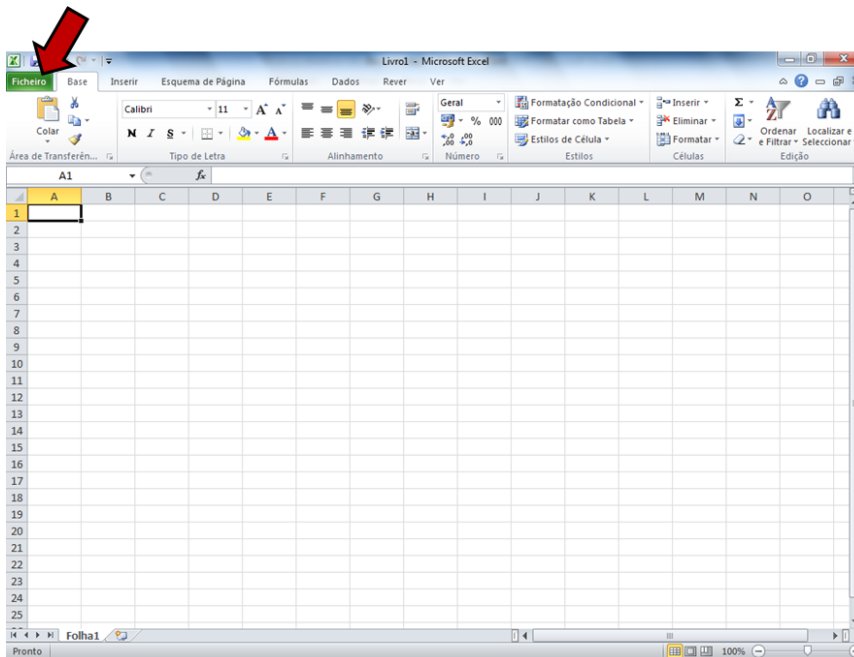 Livro1 - Microsoft Excel
Ficheiro Base Inserir Esquema de Página Fórmulas Dados Rever Ver
Calibri 11 A A Geral Formatação Condicional Inserir Σ
Colar % 000 Formatar como Tabela Eliminar Ordenar e Filtrar Localizar e Seleccionar
N I S A ,00 ,0 Estilos de Célula Formatar
Área de Transferên... Tipo de Letra Alinhamento Número Estilos Células Edição
A1 fx
A B C D E F G H I J K L M N O
1
2
3
4
5
6
7
8
9
10
11
12
13
14
15
16
17
18
19
20
21
22
23
24
25
Folha1
Pronto 100%